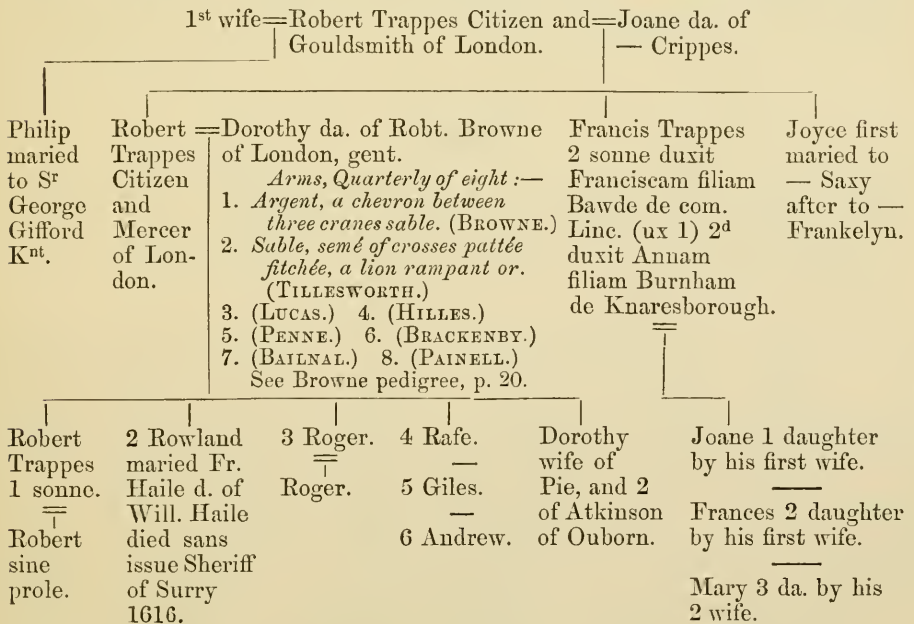 1st wife=Robert Trappes Citizen and=Joane da. of
Gouldsmith of London.
— Crippes.
Philip
maried
to Sr
George
Gifford
Knt.
Robert
Trappes
Citizen
and
Mercer
of Lon-
don.
=Dorothy da. of Robt. Browne
of London, gent.
Arms, Quarterly of eight :—
1. Argent, a chevron between
three cranes sable. (BROWNE.)
2. Sable, semé of crosses pattée
fitchée, a lion rampant or.
(TILLESWORTH.)
3. (LUCAS.) 4. (HILLES.)
5. (PENNE.) 6. (BRACKENBY.)
7. (BAILNAL.) 8. (PAINELL.)
See Browne pedigree, p. 20.
Francis Trappes
2 sonne duxit
Franciscam filiam
Bawde de com.
Linc. (ux 1) 2d
duxit Annam
filiam Burnham
de Knaresborough.
Joyce first
maried to
— Saxy
after to —
Frankelyn.
Robert
Trappes
1 sonne.
Robert
sine
prole.
2 Rowland
maried Fr.
Haile d. of
Will. Haile
died sans
issue Sheriff
of Surry
1616.
3 Roger.
Roger.
4 Rafe.
—
5 Giles.
—
6 Andrew.
Dorothy
wife of
Pie, and 2
of Atkinson
of Ouborn.
Joane 1 daughter
by his first wife.
Frances 2 daughter
by his first wife.
Mary 3 da. by his
2 wife.